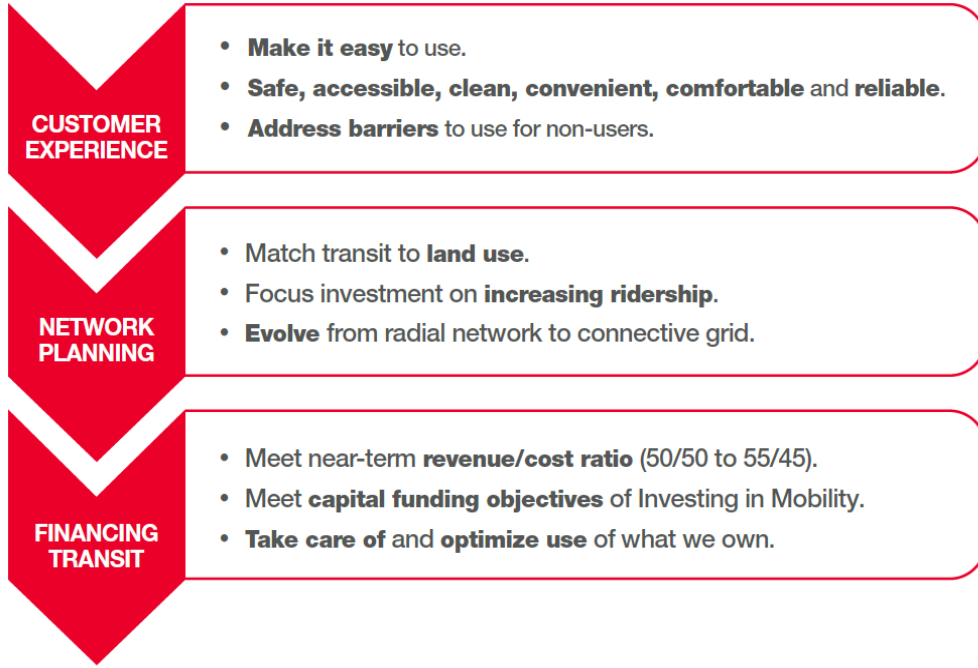 CUSTOMER
EXPERIENCE
• Make it easy to use.
• Safe, accessible, clean, convenient, comfortable and reliable.
• Address barriers to use for non-users.
NETWORK
PLANNING
• Match transit to land use.
• Focus investment on increasing ridership.
• Evolve from radial network to connective grid.
FINANCING
TRANSIT
• Meet near-term revenue/cost ratio (50/50 to 55/45).
• Meet capital funding objectives of Investing in Mobility.
• Take care of and optimize use of what we own.